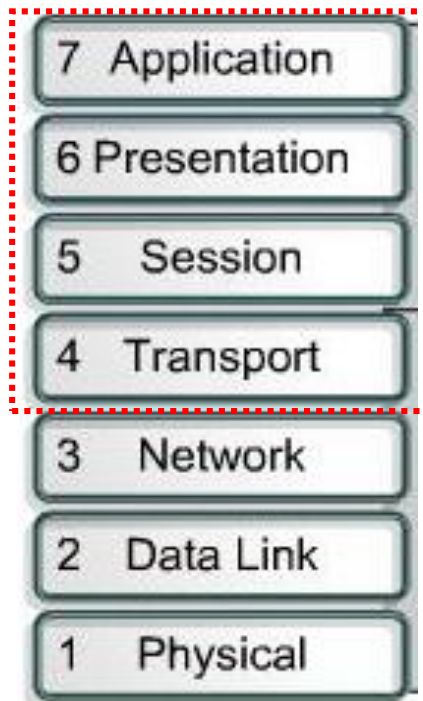 7 Application
6 Presentation
5 Session
4 Transport
3 Network
2 Data Link
1 Physical